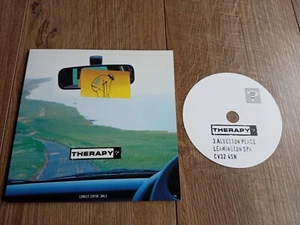 THERAPY?
THERAPY?
3 ALVESTON PLACE
LEAMINGTON SPA
CV32 4SN